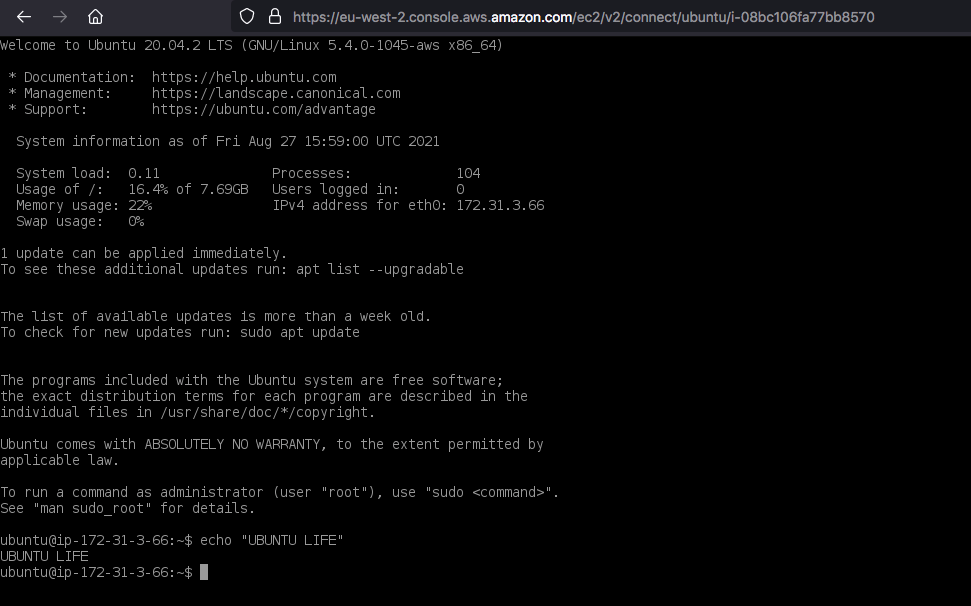 https://eu-west-2.console.aws.amazon.com/ec2/v2/connect/ubuntu/i-08bc106fa77bb8570
Welcome to Ubuntu 20.04.2 LTS (GNU/Linux 5.4.0-1045-aws x86_64)
* Documentation:  https://help.ubuntu.com
* Management:     https://landscape.canonical.com
* Support:        https://ubuntu.com/advantage
System information as of Fri Aug 27 15:59:00 UTC 2021
System load:  0.11               Processes:             104
Usage of /:   16.4% of 7.69GB   Users logged in:       0
Memory usage: 22%               IPv4 address for eth0: 172.31.3.66
Swap usage:   0%
1 update can be applied immediately.
To see these additional updates run: apt list --upgradable
The list of available updates is more than a week old.
To check for new updates run: sudo apt update
The programs included with the Ubuntu system are free software;
the exact distribution terms for each program are described in the
individual files in /usr/share/doc/*/copyright.
Ubuntu comes with ABSOLUTELY NO WARRANTY, to the extent permitted by
applicable law.
To run a command as administrator (user "root"), use "sudo <command>".
See "man sudo_root" for details.
ubuntu@ip-172-31-3-66:~$ echo "UBUNTU LIFE"
UBUNTU LIFE
ubuntu@ip-172-31-3-66:~$